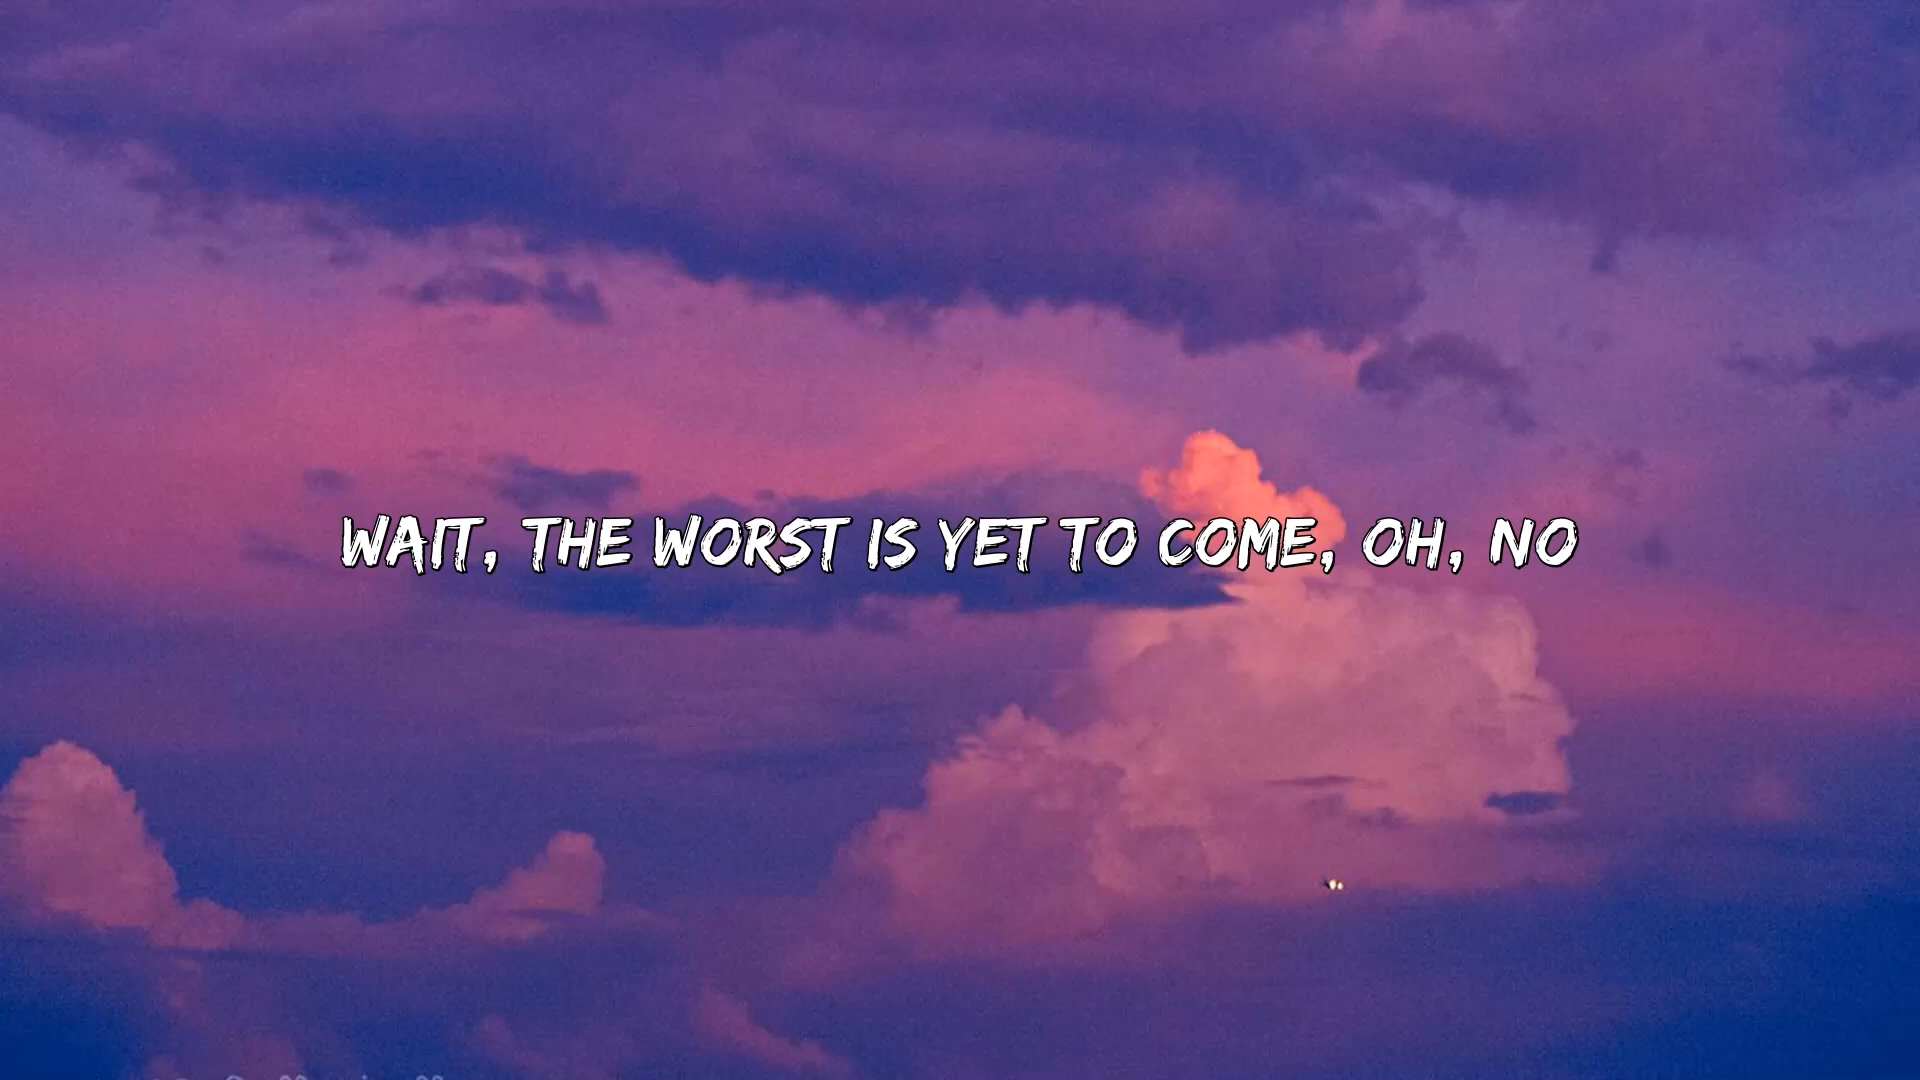 WAIT, THE WORST IS YET TO COME, OH, NO